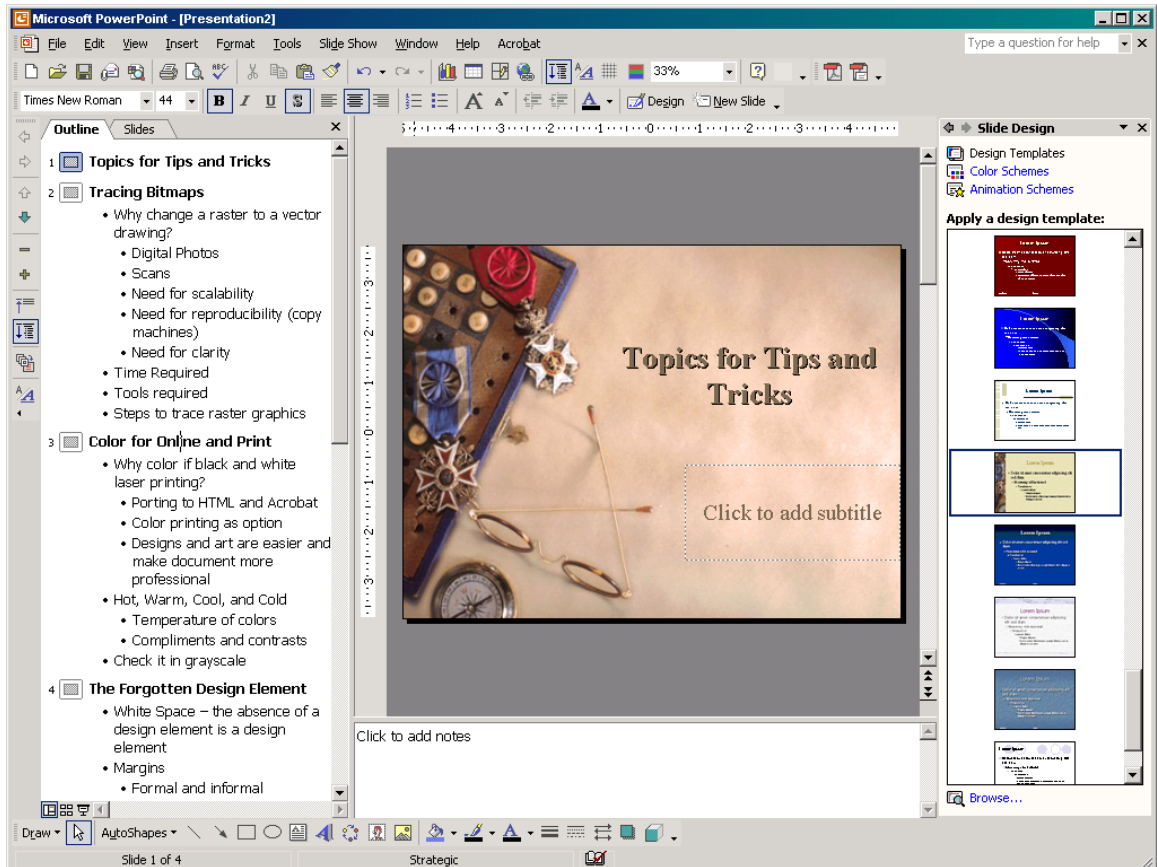 Microsoft PowerPoint - [Presentation2]
File Edit View Insert Format Tools Slide Show Window Help Acrobat
Type a question for help
33%
Times New Roman 44 B I U S A A A Design New Slide
Outline Slides
1 Topics for Tips and Tricks
2 Tracing Bitmaps
• Why change a raster to a vector
drawing?
• Digital Photos
• Scans
• Need for scalability
• Need for reproducibility (copy
machines)
• Need for clarity
• Time Required
• Tools required
• Steps to trace raster graphics
3 Color for Online and Print
• Why color if black and white
laser printing?
• Porting to HTML and Acrobat
• Color printing as option
• Designs and art are easier and
make document more
professional
• Hot, Warm, Cool, and Cold
• Temperature of colors
• Compliments and contrasts
• Check it in grayscale
4 The Forgotten Design Element
• White Space – the absence of a
design element is a design
element
• Margins
• Formal and informal
Topics for Tips and
Tricks
Click to add subtitle
Click to add notes
Slide Design
Design Templates
Color Schemes
Animation Schemes
Apply a design template:
Browse...
Draw AutoShapes
Slide 1 of 4 Strategic